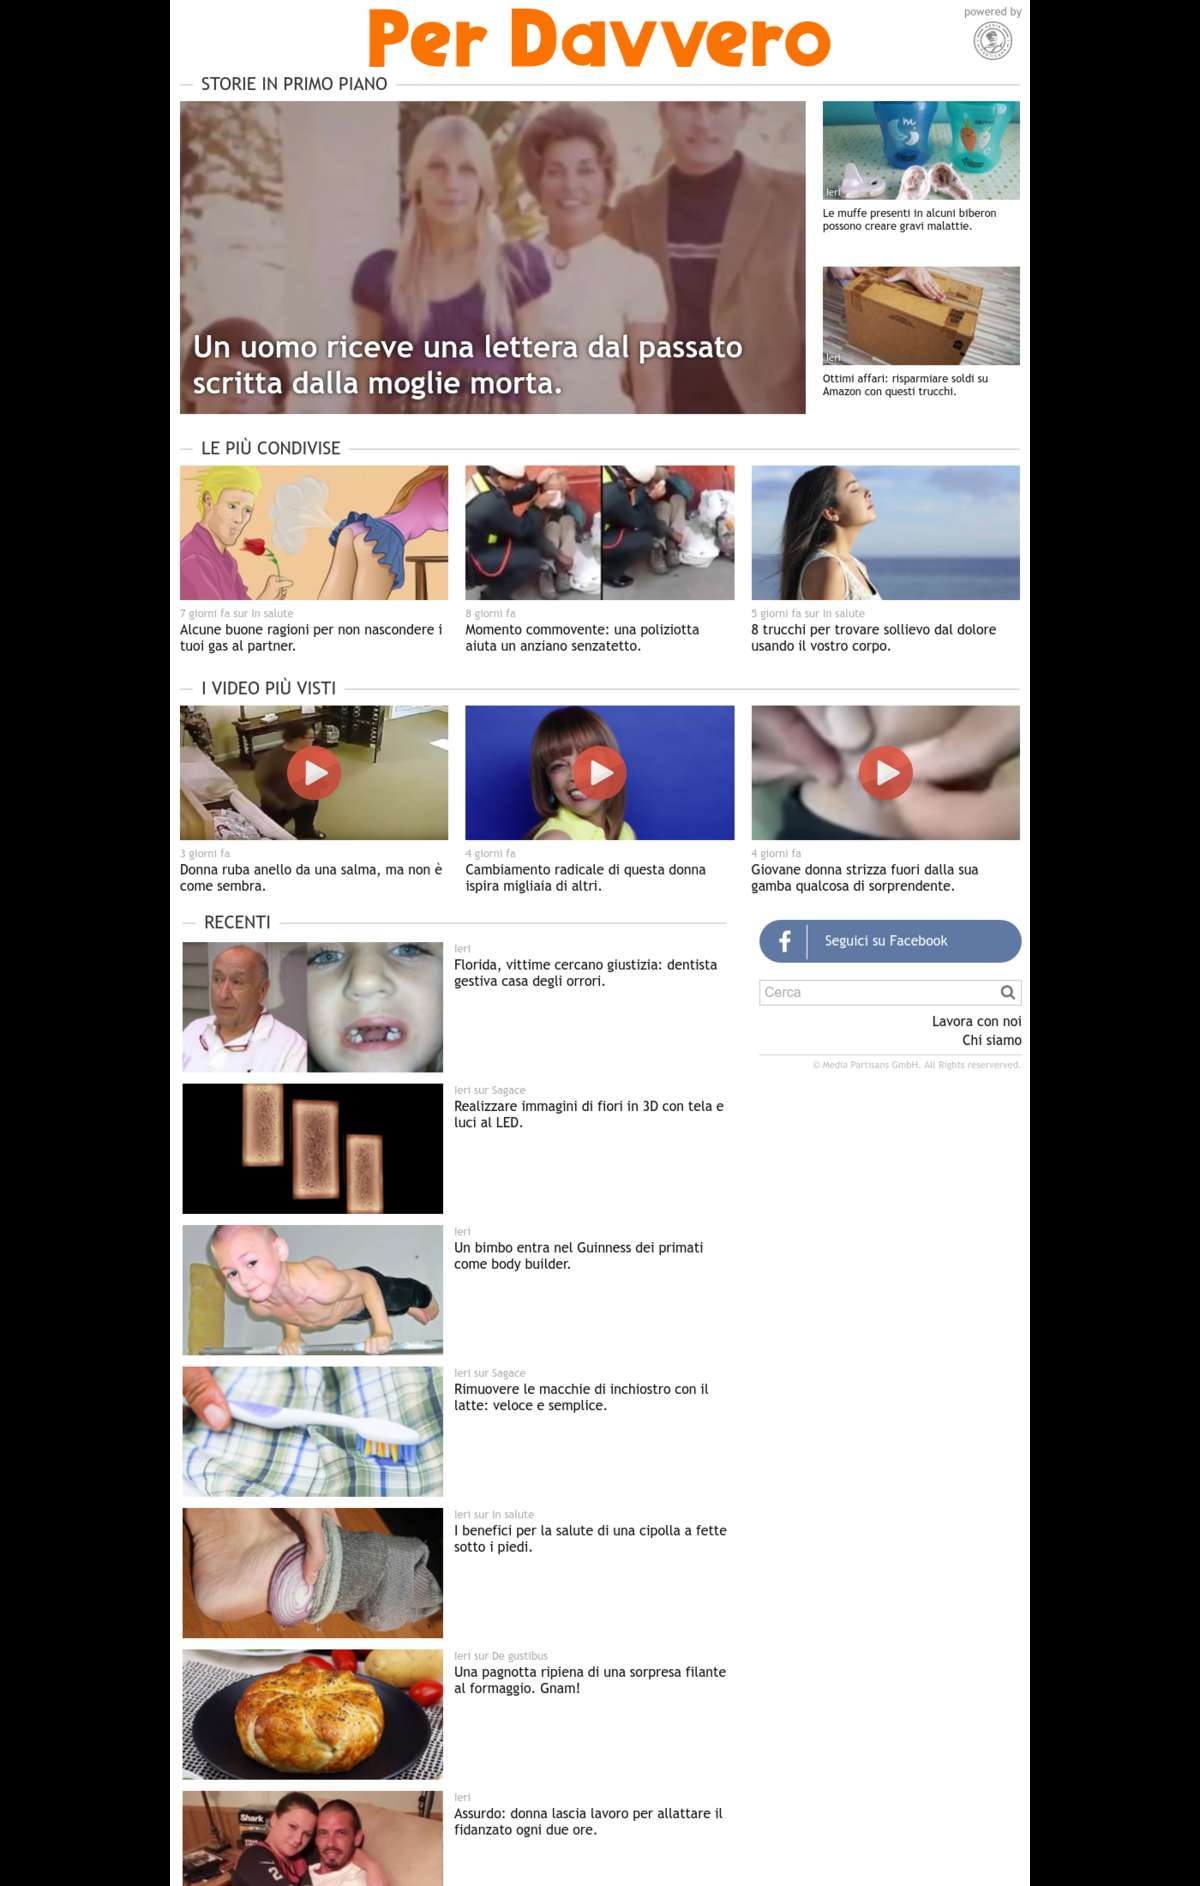 Per Davvero
powered by
STORIE IN PRIMO PIANO
Un uomo riceve una lettera dal passato
scritta dalla moglie morta.
Ieri
Le muffe presenti in alcuni biberon
possono creare gravi malattie.
Ieri
Ottimi affari: risparmiare soldi su
Amazon con questi trucchi.
LE PIÙ CONDIVISE
7 giorni fa sur In salute
Alcune buone ragioni per non nascondere i
tuoi gas al partner.
8 giorni fa
Momento commovente: una poliziotta
aiuta un anziano senzatetto.
5 giorni fa sur In salute
8 trucchi per trovare sollievo dal dolore
usando il vostro corpo.
I VIDEO PIÙ VISTI
3 giorni fa
Donna ruba anello da una salma, ma non è
come sembra.
4 giorni fa
Cambiamento radicale di questa donna
ispira migliaia di altri.
4 giorni fa
Giovane donna strizza fuori dalla sua
gamba qualcosa di sorprendente.
RECENTI
Ieri
Florida, vittime cercano giustizia: dentista
gestiva casa degli orrori.
Ieri sur Sagace
Realizzare immagini di fiori in 3D con tela e
luci al LED.
Ieri
Un bimbo entra nel Guinness dei primati
come body builder.
Ieri sur Sagace
Rimuovere le macchie di inchiostro con il
latte: veloce e semplice.
Ieri sur In salute
I benefici per la salute di una cipolla a fette
sotto i piedi.
Ieri sur De gustibus
Una pagnotta ripiena di una sorpresa filante
al formaggio. Gnam!
Shark
2
Ieri
Assurdo: donna lascia lavoro per allattare il
fidanzato ogni due ore.
Seguici su Facebook
Cerca
Lavora con noi
Chi siamo
© Media Partisans GmbH. All Rights reserverved.